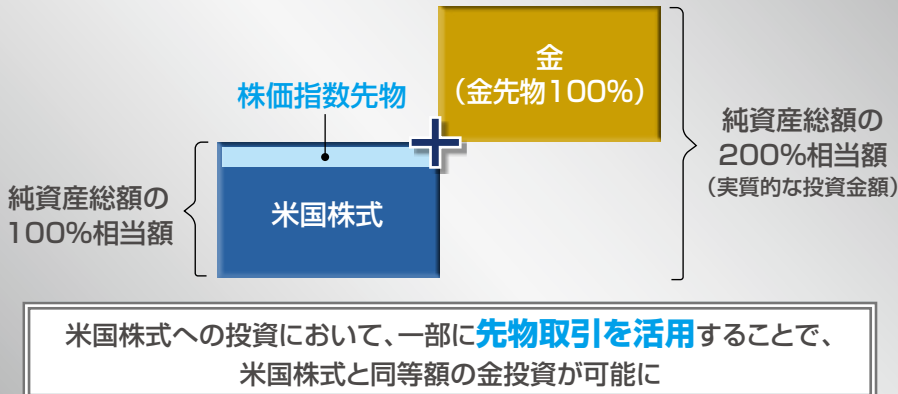 金
(金先物100%)
株価指数先物
純資産総額の
200%相当額
(実質的な投資金額)
純資産総額の
100%相当額
米国株式
米国株式への投資において、一部に先物取引を活用することで、
米国株式と同等額の金投資が可能に